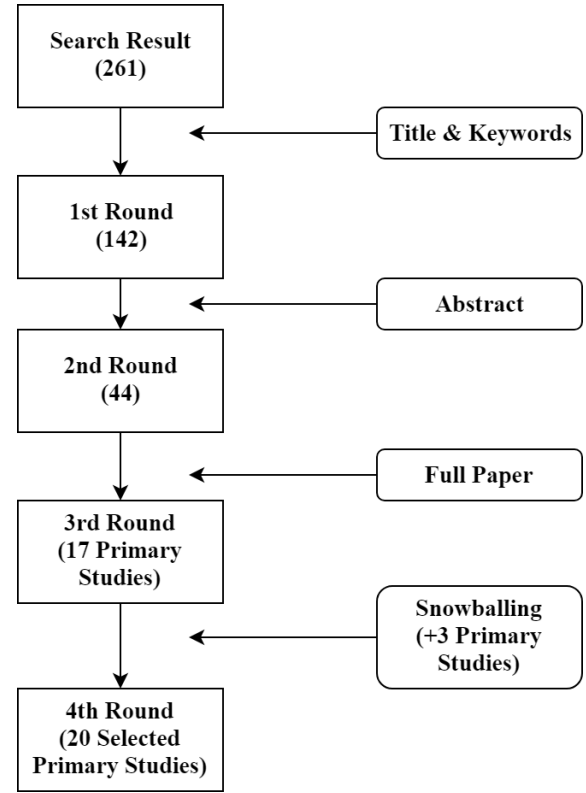 Search Result
(261)
Title & Keywords
1st Round
(142)
Abstract
2nd Round
(44)
Full Paper
3rd Round
(17 Primary
Studies)
Snowballing
(+3 Primary
Studies)
4th Round
(20 Selected
Primary Studies)